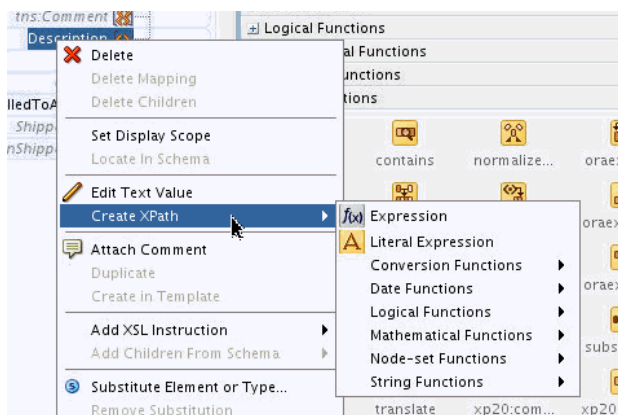 tns:Comment
Logical Functions
Description
al Functions
Delete
unctions
Delete Mapping
tions
Delete Children
lledToA
Shipp
Set Display Scope
nShipp
Locate In Schema
contains
normalize...
orae
Edit Text Value
Create XPath
f(x) Expression
orae
A Literal Expression
Attach Comment
Conversion Functions
Duplicate
Date Functions
orae
Create in Template
Logical Functions
Add XSL Instruction
Mathematical Functions
subs
Add Children From Schema
Node-set Functions
Substitute Element or Type...
String Functions
Remove Substitution
translate
xp20:com...
xp20